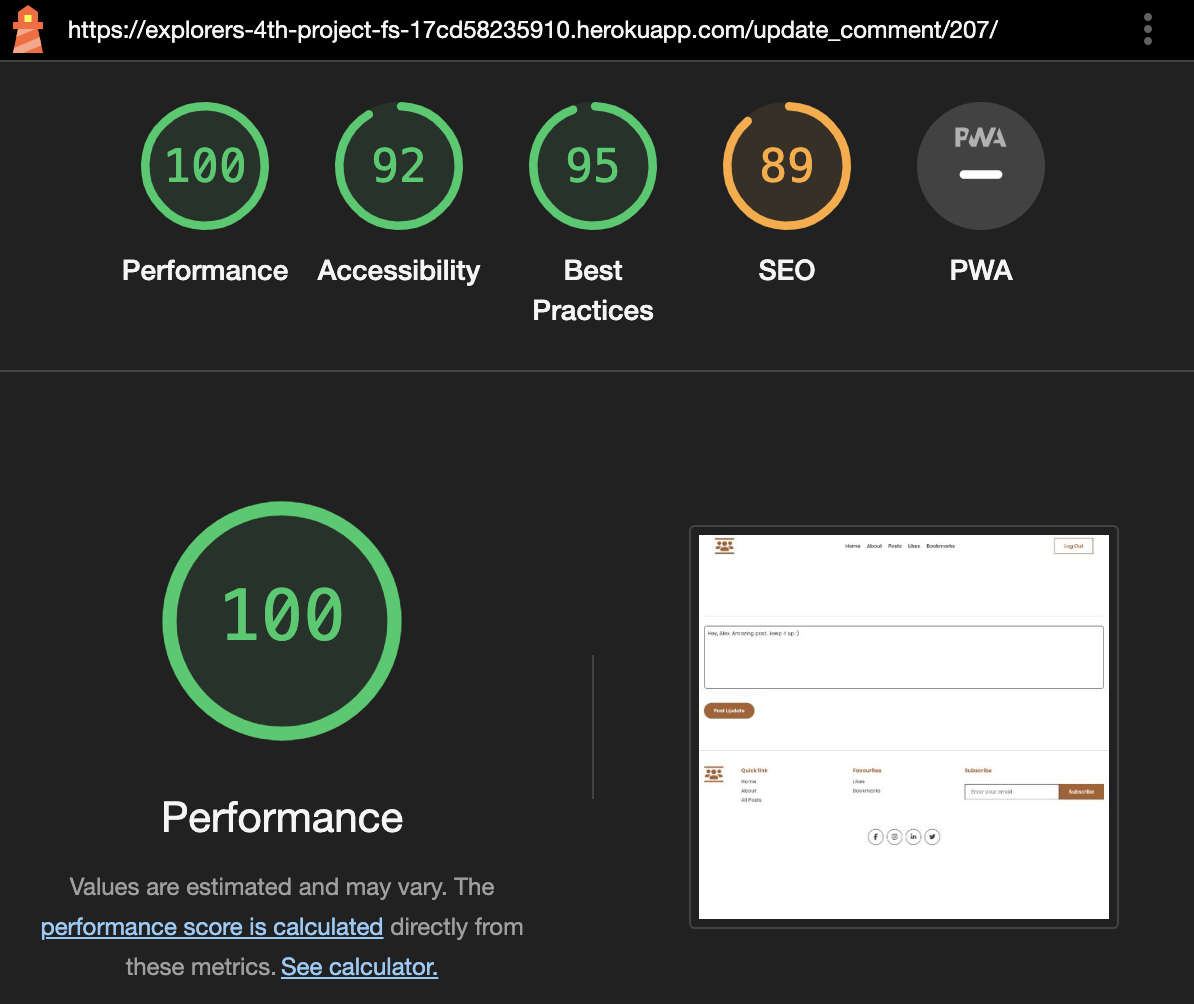 https://explorers-4th-project-fs-17cd58235910.herokuapp.com/update_comment/207/
100 92 95 89 PWA
Performance Accessibility Best Practices SEO PWA
100
Performance
Values are estimated and may vary. The
performance score is calculated directly from
these metrics. See calculator.
Home About Posts Likes Bookmarks Log Out
Hey, Alex. Amazing post, keep it up :)
Post Update
Quick link Favourites Subscribe
Home Likes Enter your email Subscribe
About Bookmarks
All Posts